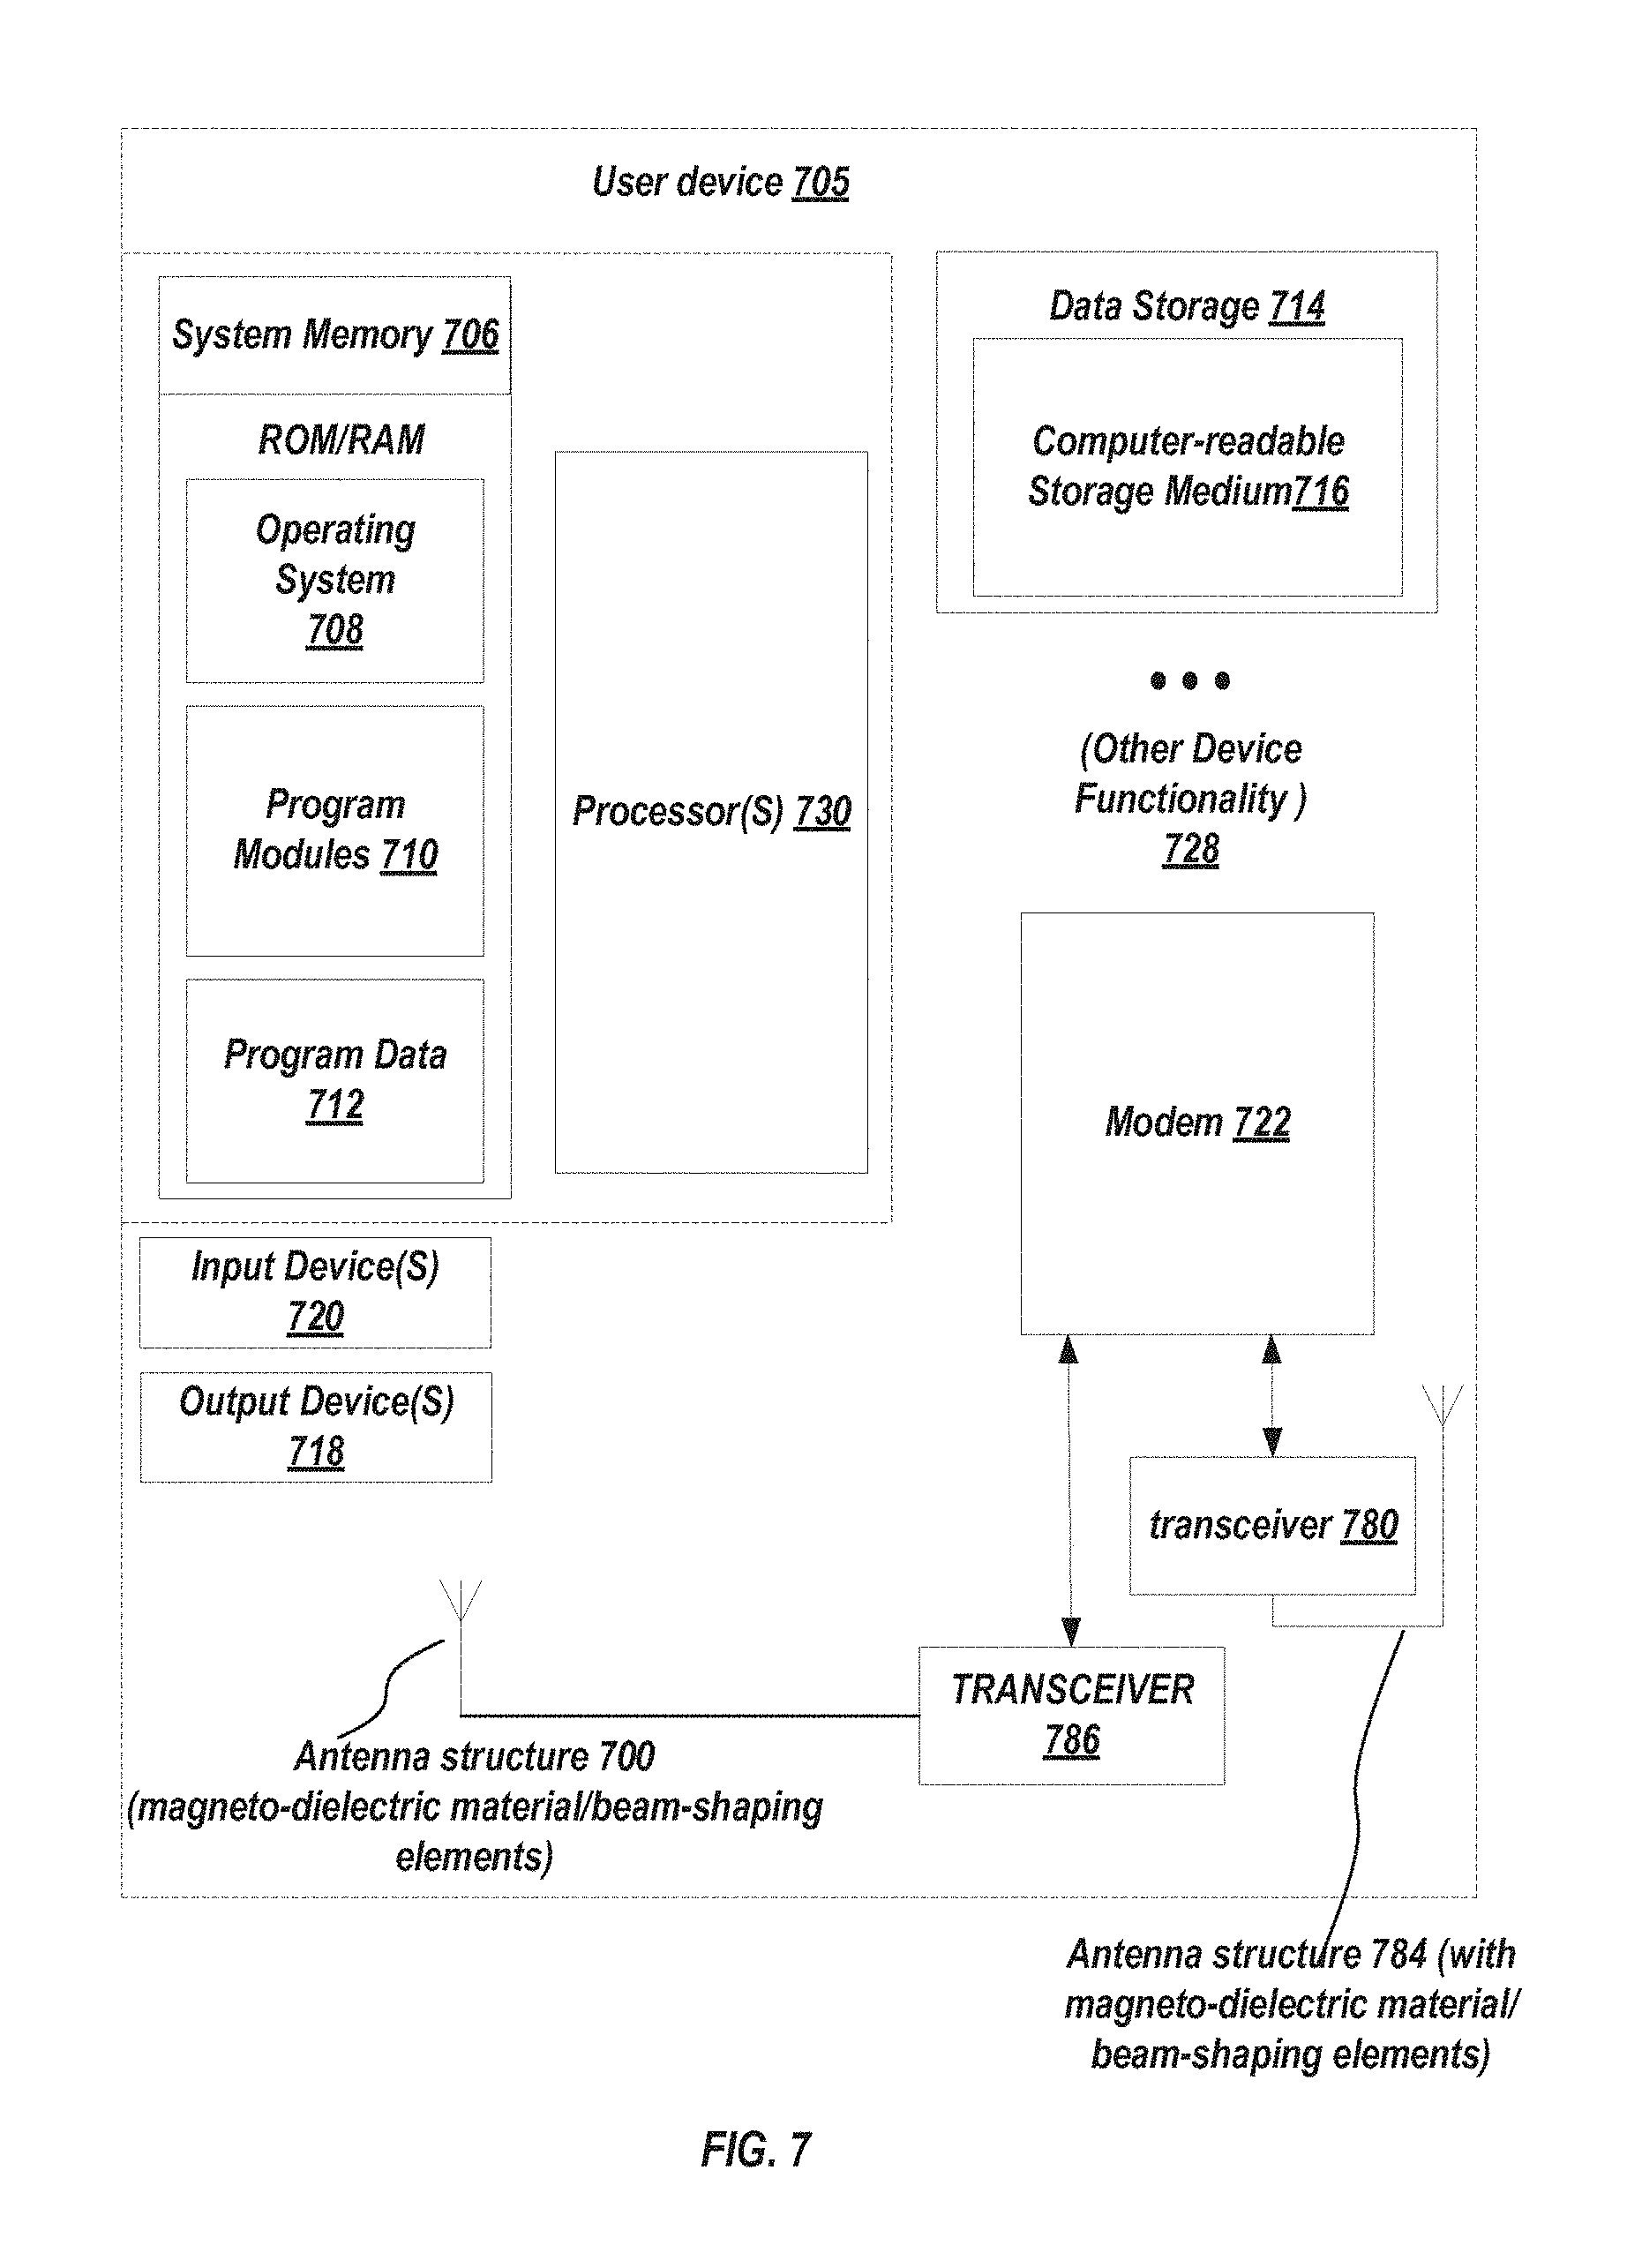 User device 705
System Memory 706
ROM/RAM
Operating
System
708
Program
Modules 710
Program Data
712
Processor(S) 730
Data Storage 714
Computer-readable
Storage Medium716
• • •
(Other Device
Functionality )
728
Modem 722
Input Device(S)
720
Output Device(S)
718
transceiver 780
TRANSCEIVER
786
Antenna structure 700
(magneto-dielectric material/beam-shaping
elements)
Antenna structure 784 (with
magneto-dielectric material/
beam-shaping elements)
FIG. 7